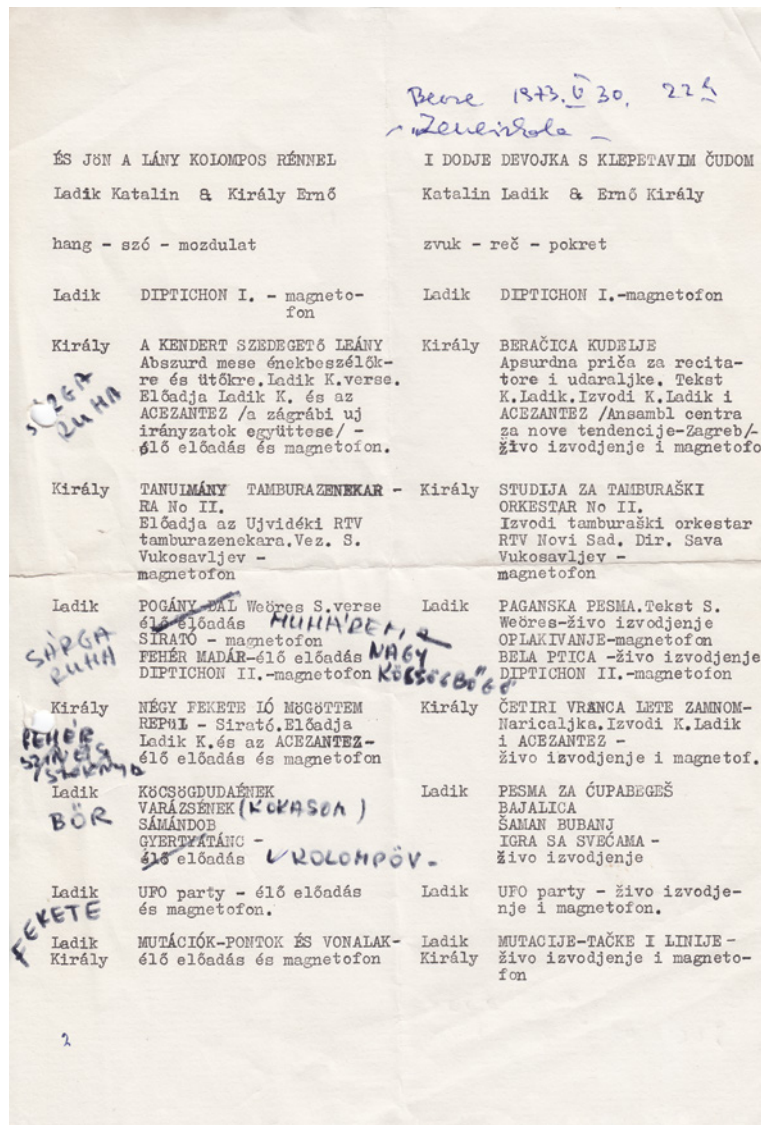 Becse 1973. V 30. 22h
Zeneiskola
ÉS JÖN A LÁNY KOLOMPOS RÉNNEL
Ladik Katalin & Király Ernő
hang - szó - mozdulat
Ladik DIPTICHON I. - magneto-
fon
Király A KENDERT SZEDEGETŐ LEÁNY
Abszurd mese énekbeszélők-
re és ütőkre.Ladik K.verse.
Előadja Ladik K. és az
ACEZANTEZ /a zágrábi uj
irányzatok együttese/ -
élő előadás és magnetofon.
SÁRGA
RUHA
Király TANULMÁNY TAMBURAZENEKAR -
RA No II.
Előadja az Ujvidéki RTV
tamburazenekara.Vez. S.
Vukosavljev -
magnetofon
Ladik POGÁNY DAL Weöres S.verse
élő előadás
SIRATÓ - magnetofon
FEHÉR MADÁR-élő előadás NAGY
DIPTICHON II.-magnetofon KÖCSÖGBŐGŐ
SÁRGA
RUHA
Király NÉGY FEKETE LÓ MÖGÖTTEM
REPÜL - Sirató.Előadja
Ladik K.és az ACEZANTEZ-
élő előadás és magnetofon
FEHÉR
Ladik KÖCSÖGDUDAÉNEK
VARÁZSÉNEK (KOKASOM)
SÁMÁNDOB
GYERTYATÁNC -
élő előadás
BŐR
Ladik UFO party - élő előadás
és magnetofon.
FEKETE
Ladik MUTÁCIÓK-PONTOK ÉS VONALAK-
Király élő előadás és magnetofon
2
I DODJE DEVOJKA S KLEPETAVIM ČUDOM
Katalin Ladik & Ernő Király
zvuk - reč - pokret
Ladik DIPTICHON I.-magnetofon
Király BERAČICA KUDELJE
Apsurdna priča za recita-
tore i udaraljke. Tekst
K.Ladik.Izvodi K.Ladik i
ACEZANTEZ /Ansambl centra
za nove tendencije-Zagreb/-
živo izvodjenje i magnetofo
Király STUDIJA ZA TAMBURAŠKI
ORKESTAR No II.
Izvodi tamburaški orkestar
RTV Novi Sad. Dir. Sava
Vukosavljev -
magnetofon
Ladik PAGANSKA PESMA.Tekst S.
Weöres-živo izvodjenje
OPLAKIVANJE-magnetofon
BELA PTICA -živo izvodjenje
DIPTICHON II.-magnetofon
Király ČETIRI VRANCA LETE ZAMNOM-
Naricaljka.Izvodi K.Ladik
i ACEZANTEZ -
živo izvodjenje i magnetof.
Ladik PESMA ZA ĆUPABEGEŠ
BAJALICA
ŠAMAN BUBANJ
IGRA SA SVEĆAMA -
živo izvodjenje
Ladik UFO party - živo izvodje-
nje i magnetofon.
Ladik MUTACIJE-TAČKE I LINIJE -
Király živo izvodjenje i magneto-
fon